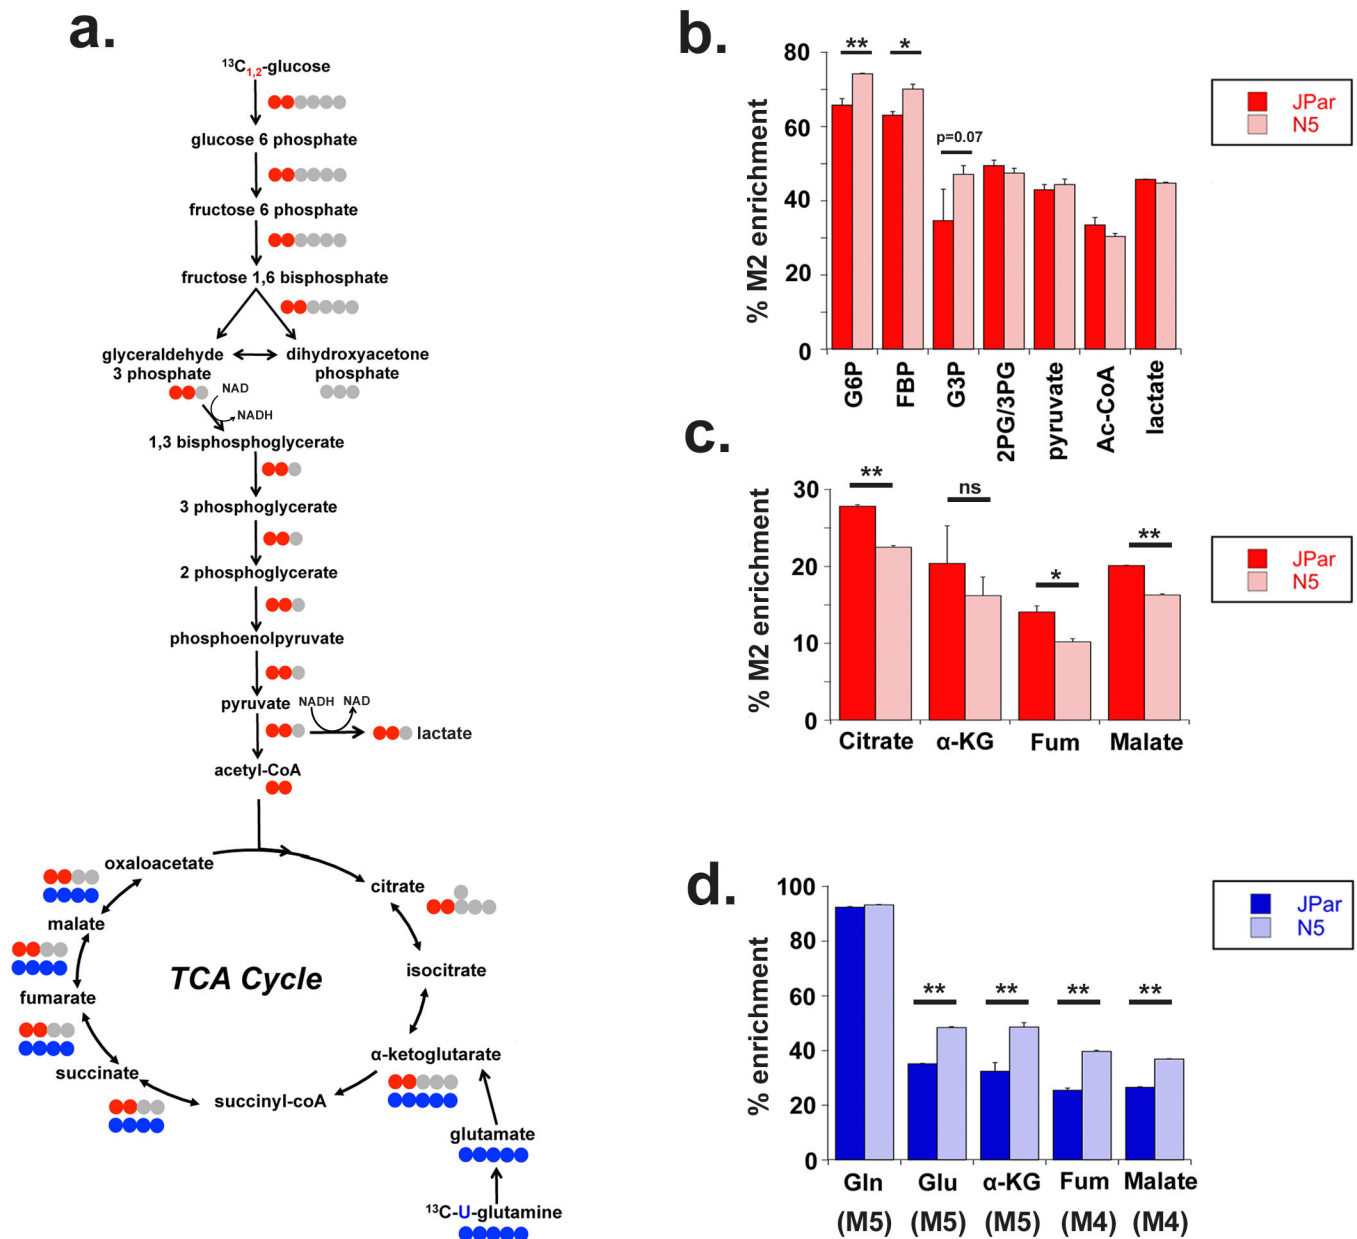 a.
¹³C₁,₂-glucose
glucose 6 phosphate
fructose 6 phosphate
fructose 1,6 bisphosphate
glyceraldehyde
3 phosphate
dihydroxyacetone
phosphate
NAD
NADH
1,3 bisphosphoglycerate
3 phosphoglycerate
2 phosphoglycerate
phosphoenolpyruvate
pyruvate
NADH
NAD
lactate
acetyl-CoA
oxaloacetate
citrate
malate
isocitrate
TCA Cycle
fumarate
α-ketoglutarate
succinate
succinyl-coA
glutamate
¹³C-U-glutamine
b.
% M2 enrichment
80
60
40
20
0
**
*
p=0.07
G6P
FBP
G3P
2PG/3PG
pyruvate
Ac-CoA
lactate
JPar
N5
c.
% M2 enrichment
30
20
10
0
**
ns
*
**
Citrate
α-KG
Fum
Malate
JPar
N5
d.
% enrichment
100
80
60
40
20
0
**
**
**
**
Gln
Glu
α-KG
Fum
Malate
(M5)
(M5)
(M5)
(M4)
(M4)
JPar
N5